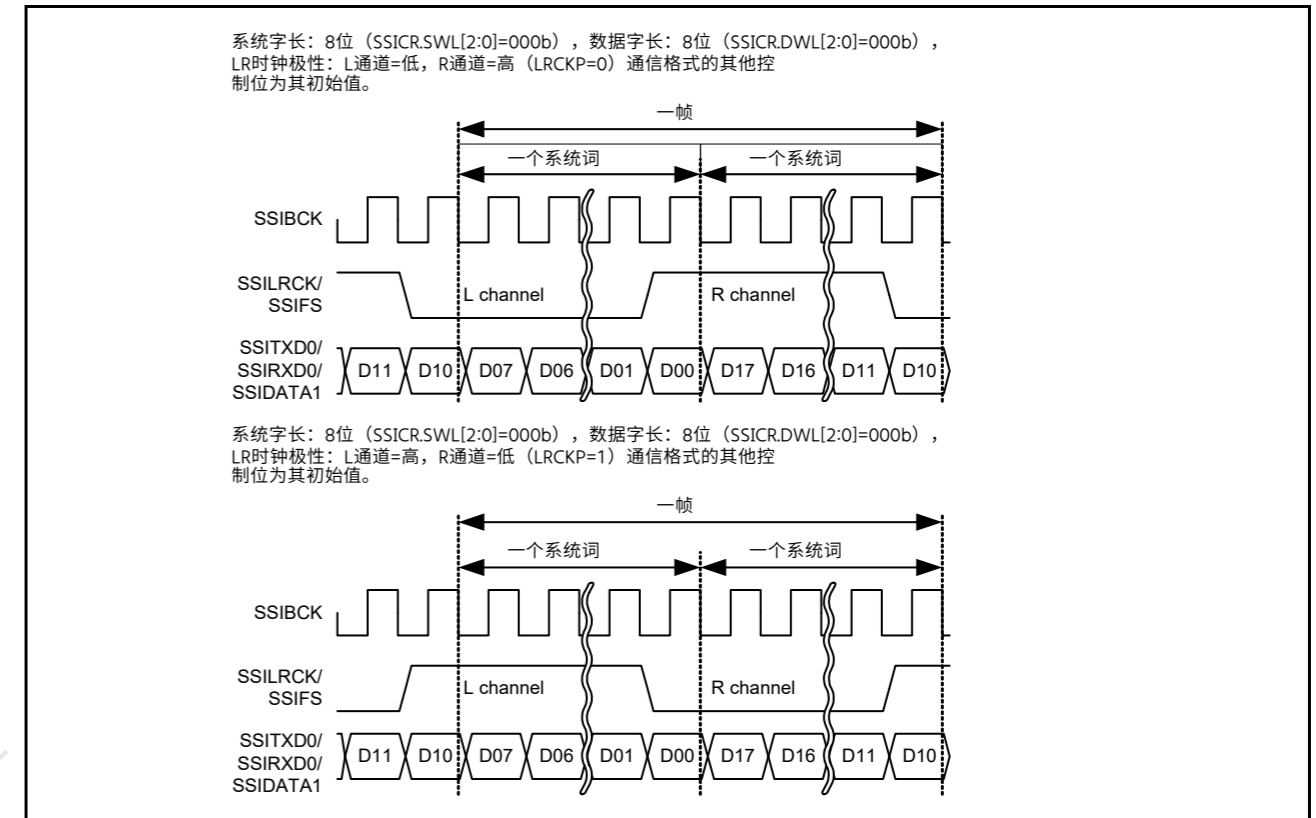 系统字长：8位（SSICR.SWL[2:0]=000b），数据字长：8位（SSICR.DWL[2:0]=000b），
LR时钟极性：L通道=低，R通道=高（LRCKP=0）通信格式的其他控
制位为其初始值。
一帧
一个系统词 一个系统词
SSIBCK
SSILRCK/
SSIFS
L channel R channel
SSITXD0/
SSIRXD0/
SSIDATA1
D11 D10 D07 D06 D01 D00 D17 D16 D11 D10
系统字长：8位（SSICR.SWL[2:0]=000b），数据字长：8位（SSICR.DWL[2:0]=000b），
LR时钟极性：L通道=高，R通道=低（LRCKP=1）通信格式的其他控
制位为其初始值。
一帧
一个系统词 一个系统词
SSIBCK
SSILRCK/
SSIFS
L channel R channel
SSITXD0/
SSIRXD0/
SSIDATA1
D11 D10 D07 D06 D01 D00 D17 D16 D11 D10